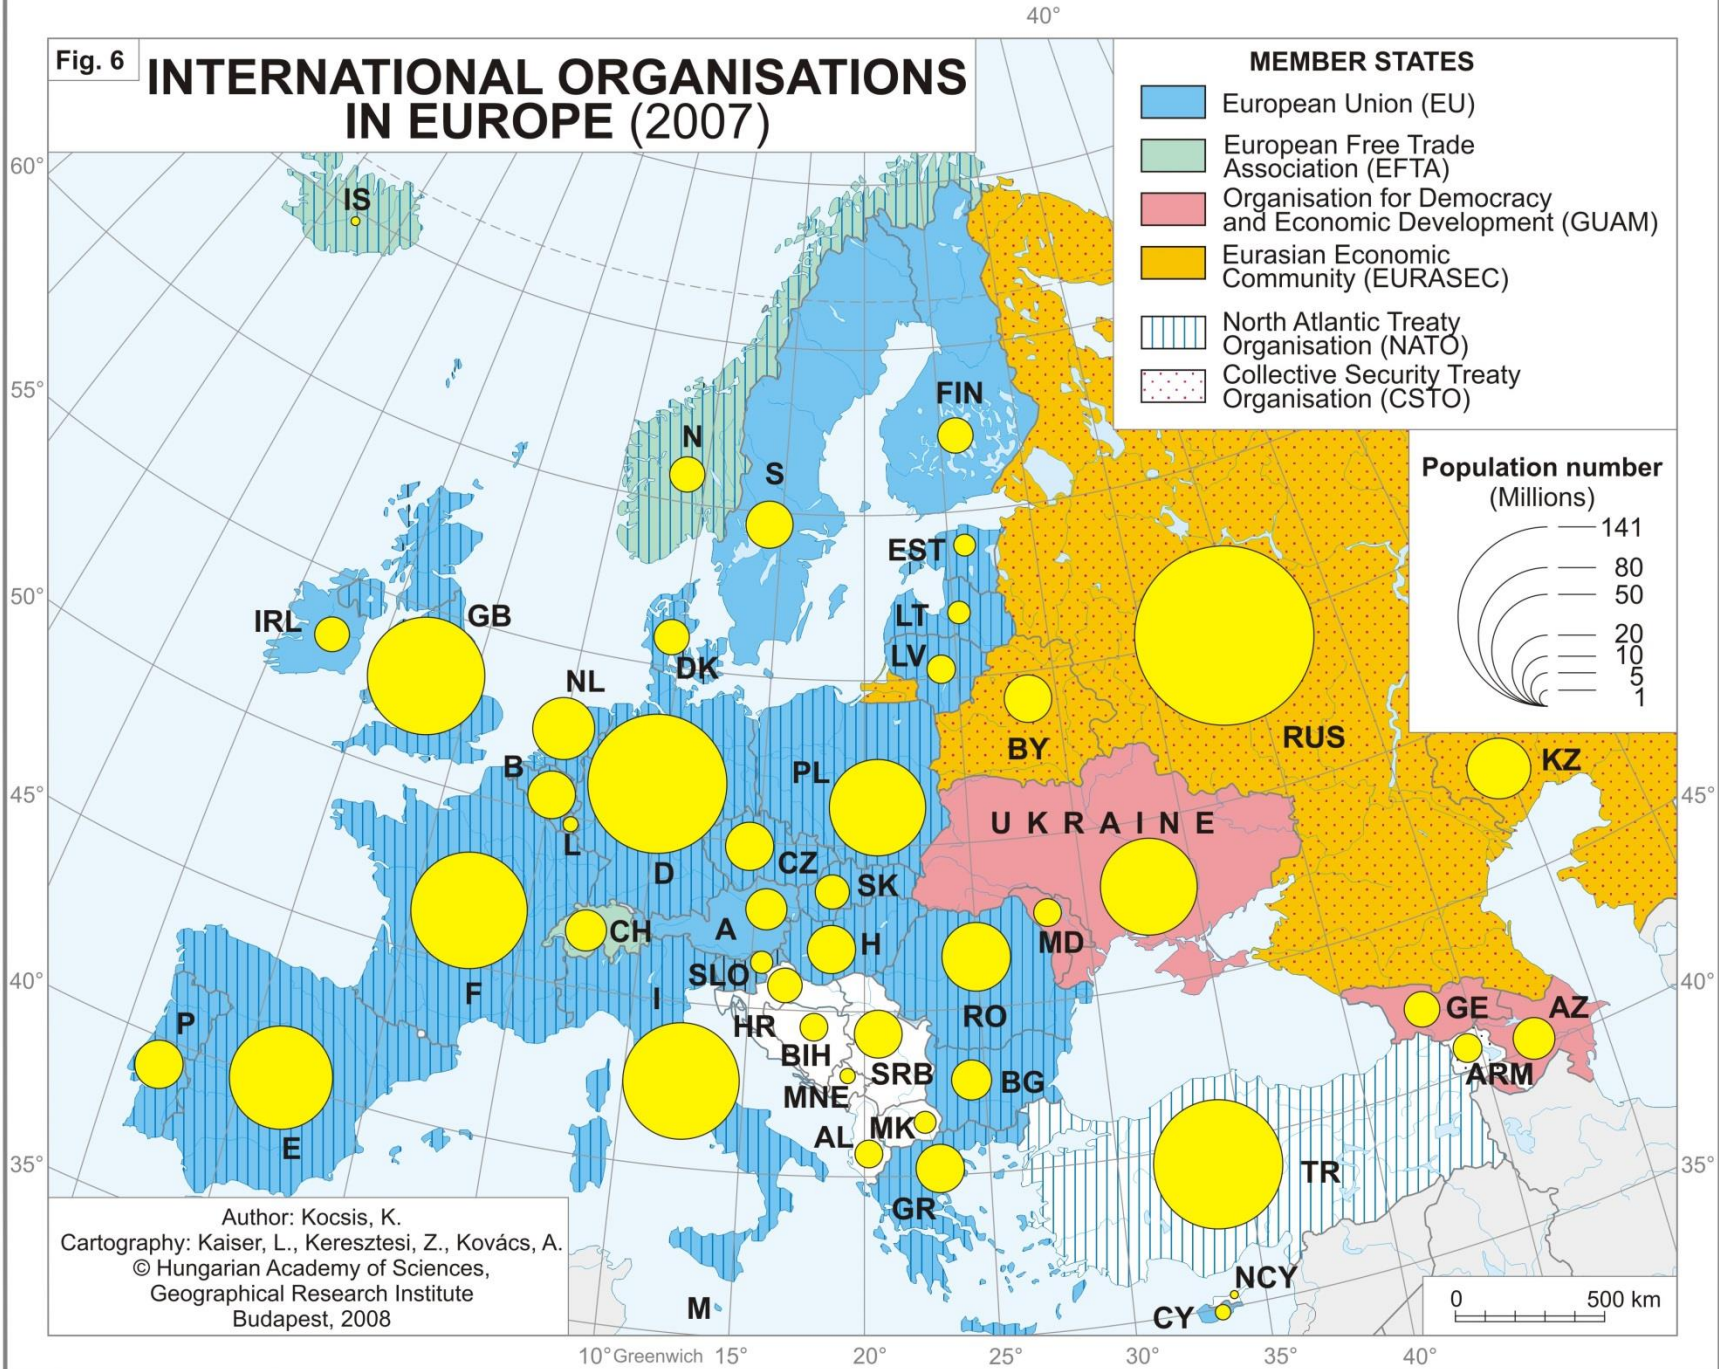 40°
Fig. 6
INTERNATIONAL ORGANISATIONS
IN EUROPE (2007)
MEMBER STATES
European Union (EU)
European Free Trade
Association (EFTA)
Organisation for Democracy
and Economic Development (GUAM)
Eurasian Economic
Community (EURASEC)
North Atlantic Treaty
Organisation (NATO)
Collective Security Treaty
Organisation (CSTO)
Population number
(Millions)
141
80
50
20
10
5
1
60°
55°
50°
45°
40°
35°
45°
40°
35°
IS
FIN
N
S
EST
LT
LV
IRL
GB
DK
NL
BY
RUS
KZ
B
PL
L
D
CZ
UKRAINE
SK
CH
A
H
MD
SLO
F
I
RO
GE
AZ
P
HR
BIH
SRB
BG
ARM
MNE
E
AL
MK
TR
GR
NCY
CY
M
Author: Kocsis, K.
Cartography: Kaiser, L., Keresztesi, Z., Kovács, A.
© Hungarian Academy of Sciences,
Geographical Research Institute
Budapest, 2008
0 500 km
10° Greenwich 15° 20° 25° 30° 35° 40°